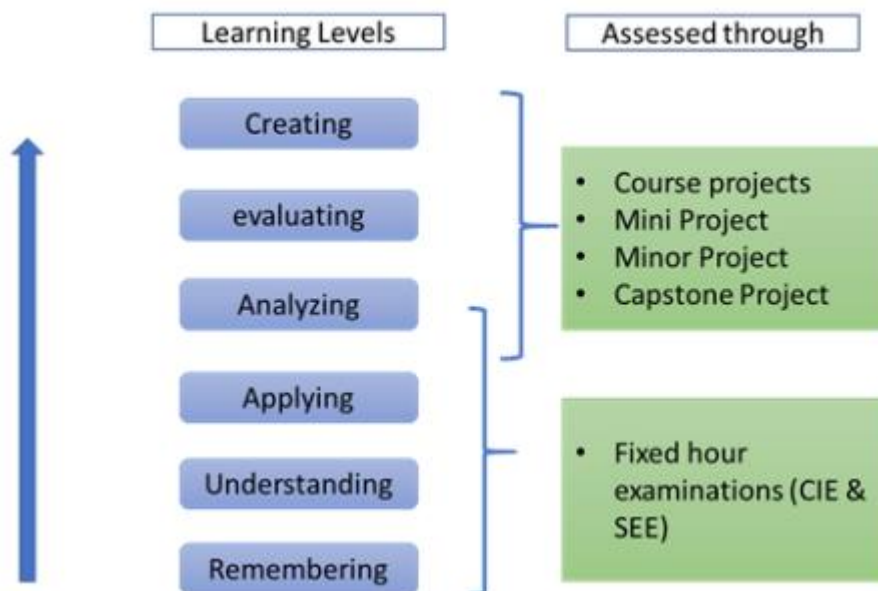 Learning Levels
Assessed through
Creating
evaluating
Analyzing
Applying
Understanding
Remembering
• Course projects
• Mini Project
• Minor Project
• Capstone Project
• Fixed hour
examinations (CIE &
SEE)